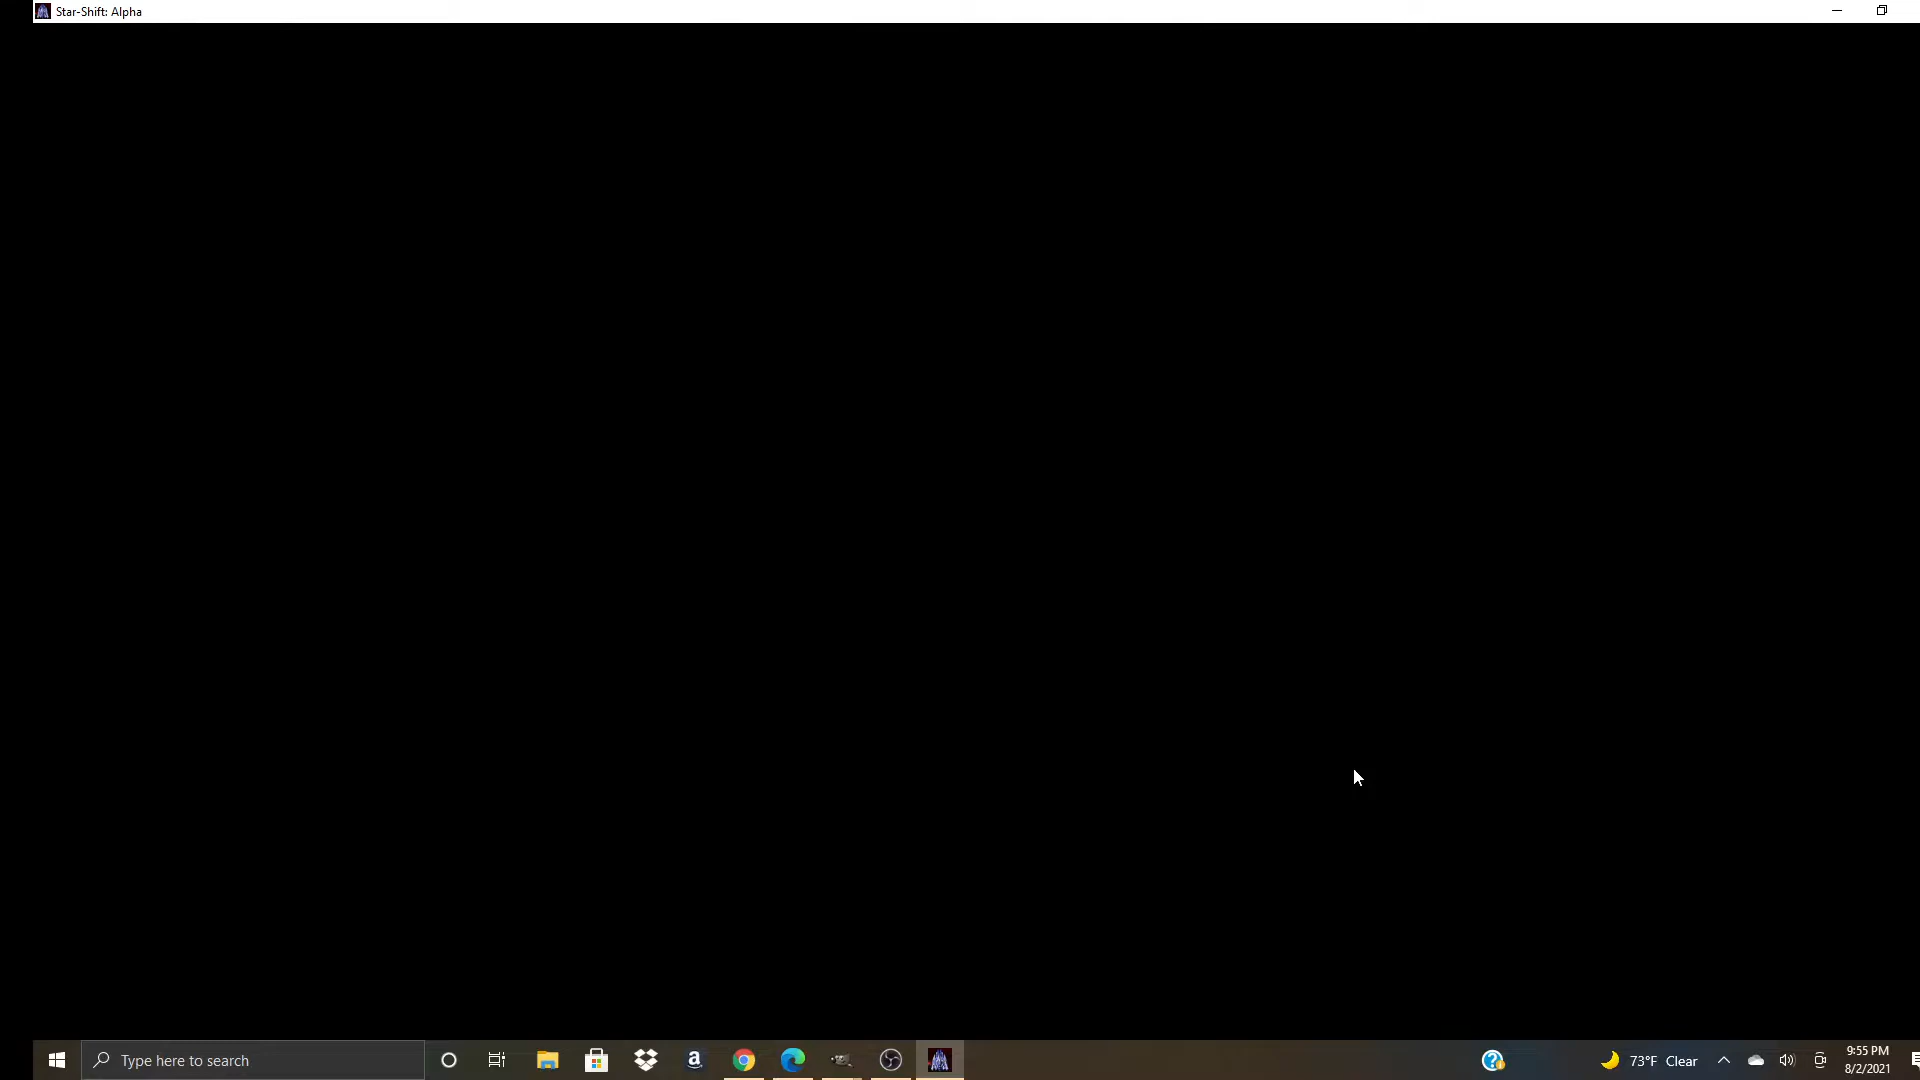 Star-Shift: Alpha
Type here to search
73°F Clear
9:55 PM
8/2/2021